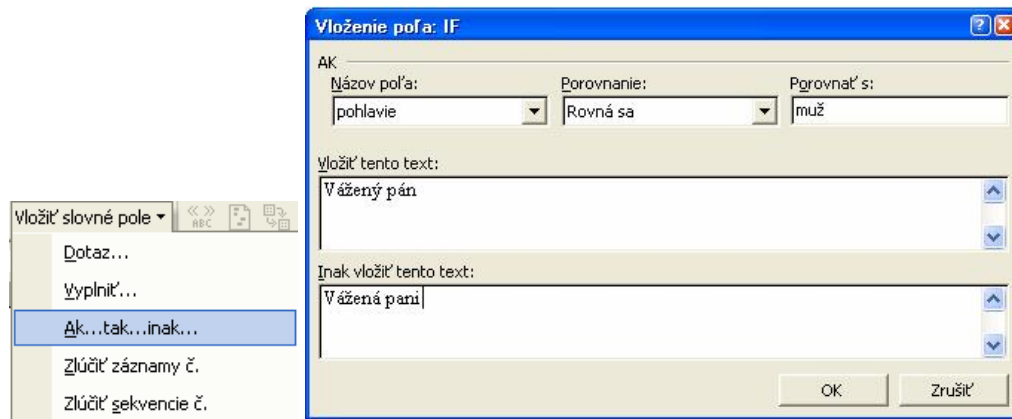 Vložiť slovné pole
ABC
Dotaz...
Vyplniť...
Ak...tak...inak...
Zlúčiť záznamy č.
Zlúčiť sekvencie č.
Vloženie poľa: IF
AK
Názov poľa: Porovnanie: Porovnať s:
pohlavie Rovná sa muž
Vložiť tento text:
Vážený pán
Inak vložiť tento text:
Vážená pani
OK Zrušiť